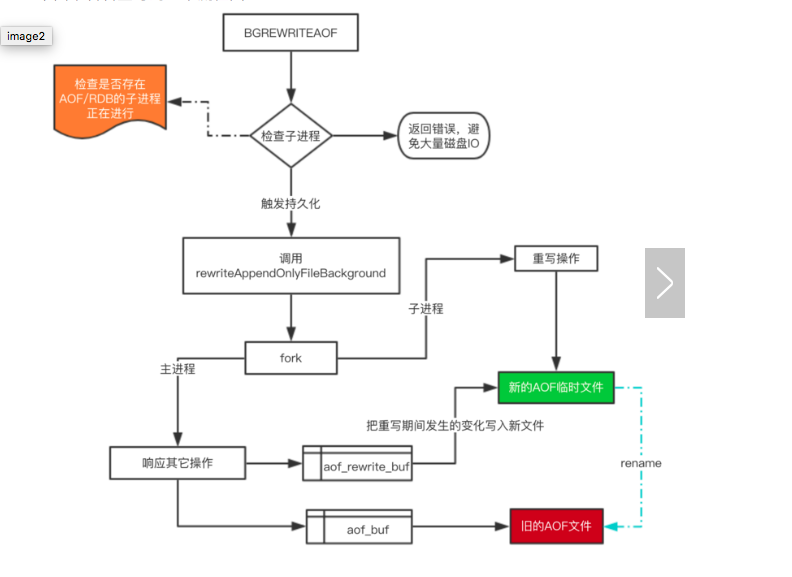 image2
BGREWRITEAOF
检查是否存在
AOF/RDB的子进程
正在进行
检查子进程
返回错误，避
免大量磁盘IO
触发持久化
调用
rewriteAppendOnlyFileBackground
重写操作
子进程
fork
主进程
新的AOF临时文件
把重写期间发生的变化写入新文件
响应其它操作
aof_rewrite_buf
rename
aof_buf
旧的AOF文件